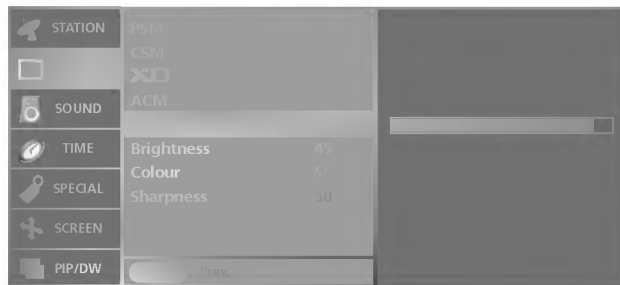 STATION
PSM
CSM
XD
ACM
SOUND
TIME
Brightness 45
Colour
SPECIAL
Sharpness 50
SCREEN
PIP/DW
Prev.